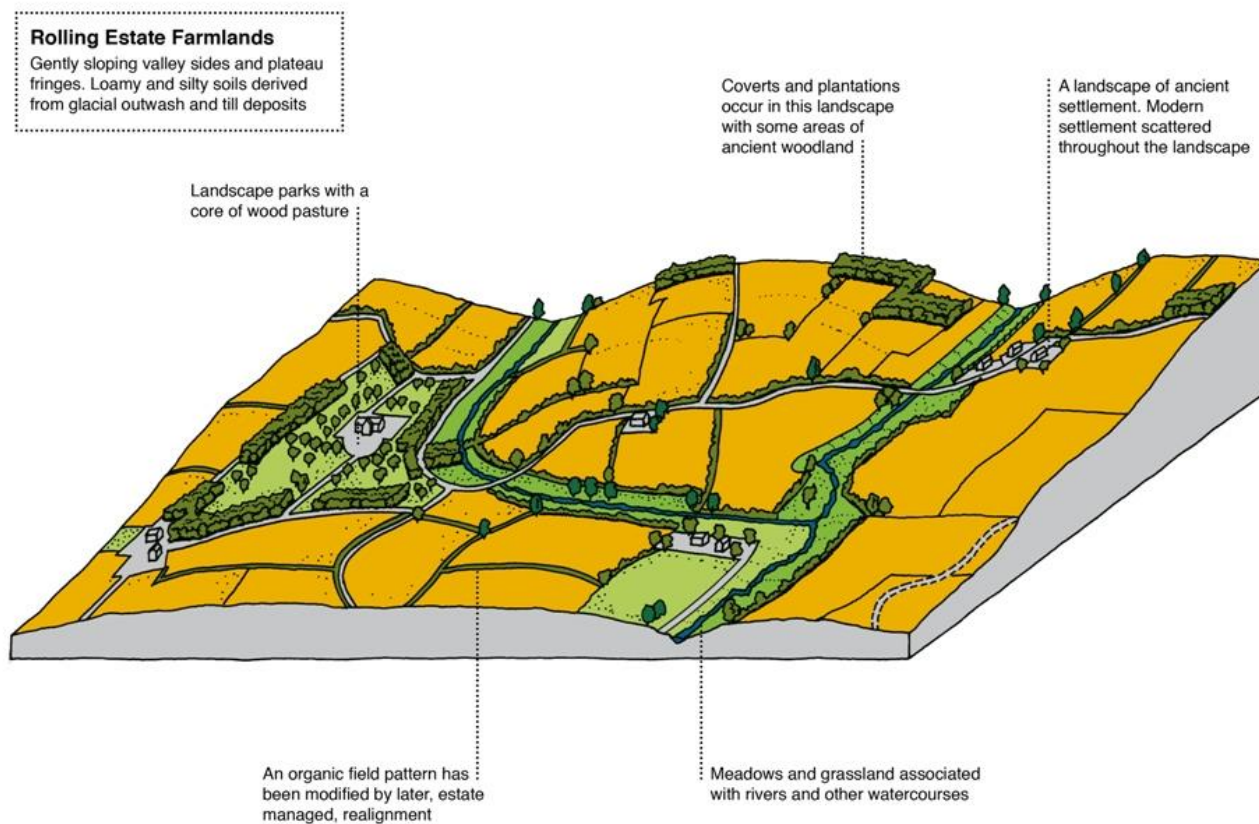 Rolling Estate Farmlands
Gently sloping valley sides and plateau
fringes. Loamy and silty soils derived
from glacial outwash and till deposits
Coverts and plantations
occur in this landscape
with some areas of
ancient woodland
A landscape of ancient
settlement. Modern
settlement scattered
throughout the landscape
Landscape parks with a
core of wood pasture
An organic field pattern has
been modified by later, estate
managed, realignment
Meadows and grassland associated
with rivers and other watercourses